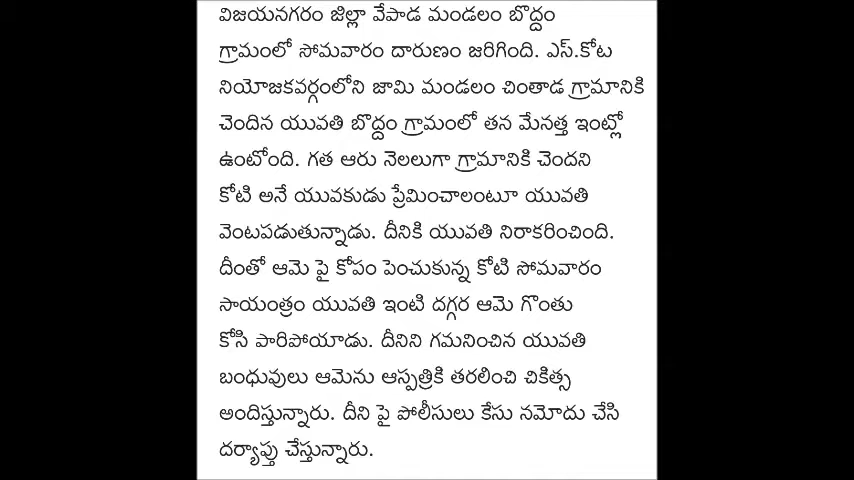 విజయనగరం జిల్లా వేపాడ మండలం బొద్దం
గ్రామంలో సోమవారం దారుణం జరిగింది. ఎస్.కోట
నియోజకవర్గంలోని జామి మండలం చింతాడ గ్రామానికి
చెందిన యువతి బొద్దం గ్రామంలో తన మేనత్త ఇంట్లో
ఉంటోంది. గత ఆరు నెలలుగా గ్రామానికి చెందని
కోటి అనే యువకుడు ప్రేమించాలంటూ యువతి
వెంటపడుతున్నాడు. దీనికి యువతి నిరాకరించింది.
దీంతో ఆమె పై కోపం పెంచుకున్న కోటి సోమవారం
సాయంత్రం యువతి ఇంటి దగ్గర ఆమె గొంతు
కోసి పారిపోయాడు. దీనిని గమనించిన యువతి
బంధువులు ఆమెను ఆస్పత్రికి తరలించి చికిత్స
అందిస్తున్నారు. దీని పై పోలీసులు కేసు నమోదు చేసి
దర్యాప్తు చేస్తున్నారు.